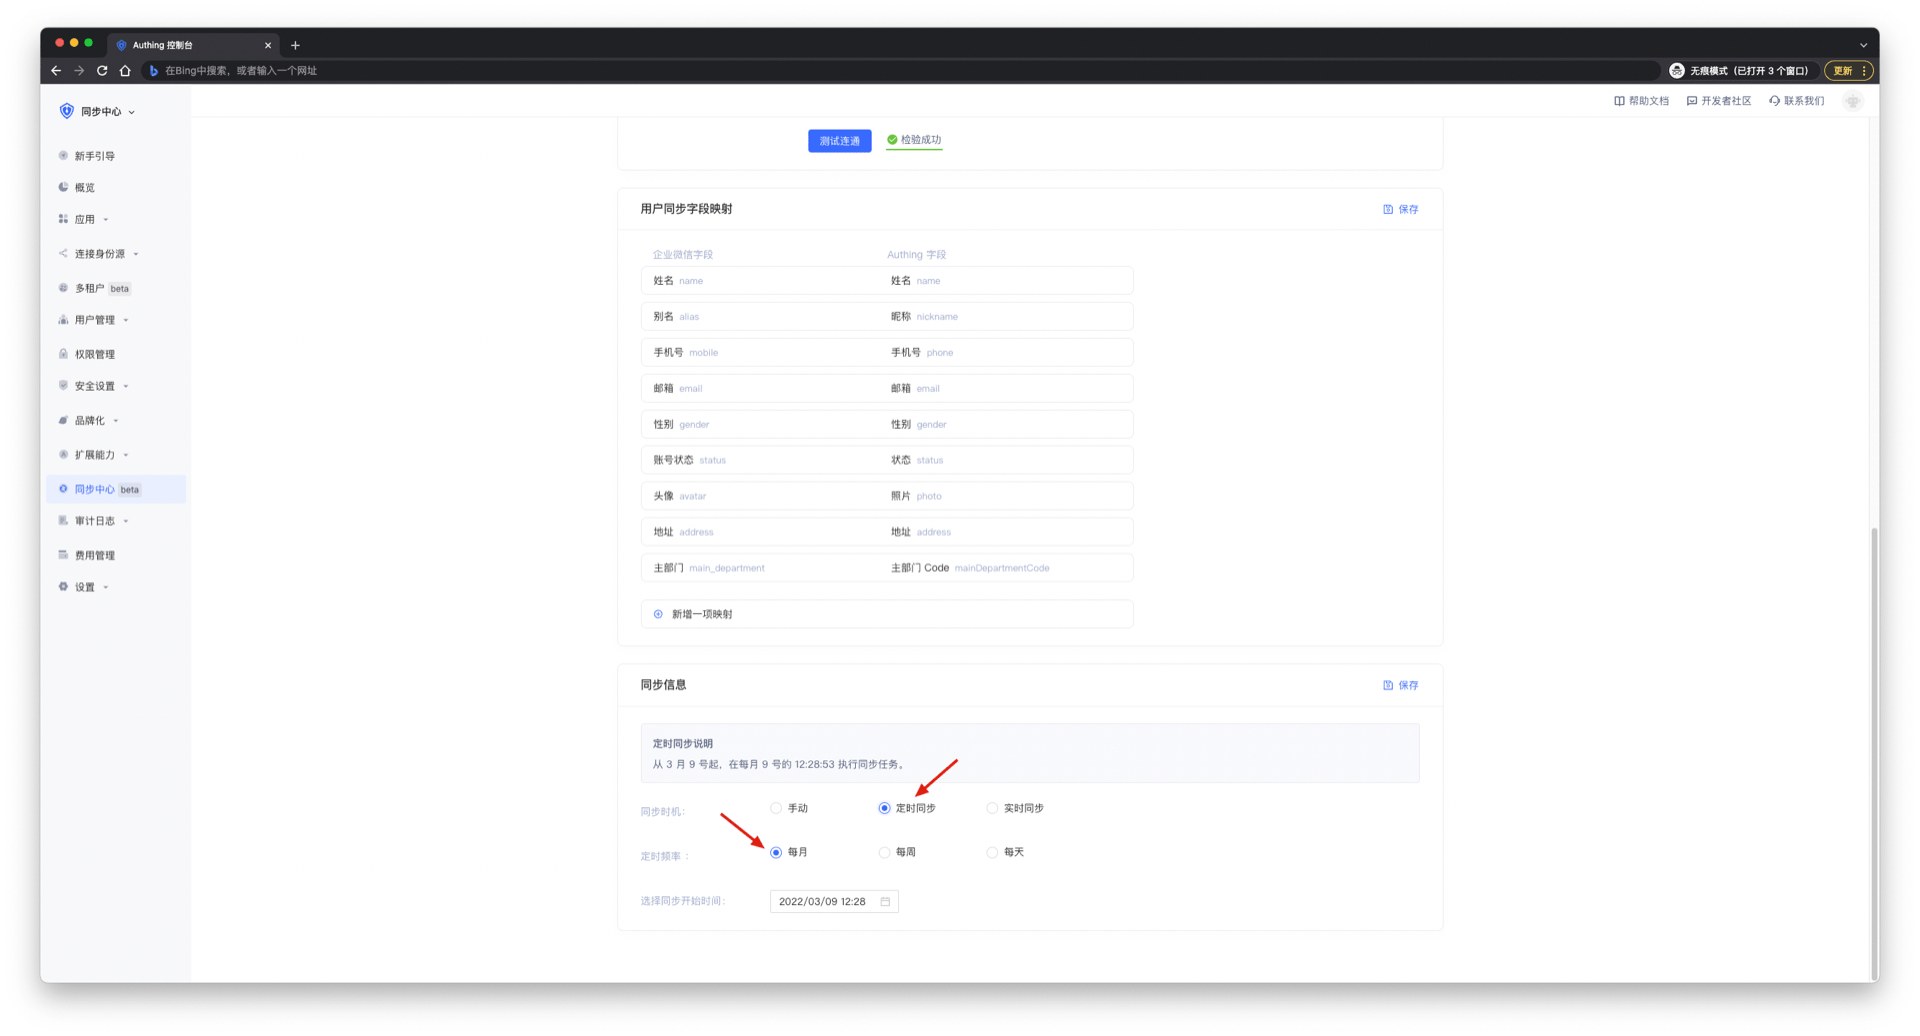 Authing 控制台
在Bing中搜索，或者输入一个网址
无痕模式（已打开 3 个窗口）
更新
同步中心
帮助文档
开发者社区
联系我们
新手引导
概览
应用
连接身份源
多租户 beta
用户管理
权限管理
安全设置
品牌化
扩展能力
同步中心 beta
审计日志
费用管理
设置
测试连通
检验成功
用户同步字段映射
保存
企业微信字段 Authing 字段
姓名 name 姓名 name
别名 alias 昵称 nickname
手机号 mobile 手机号 phone
邮箱 email 邮箱 email
性别 gender 性别 gender
账号状态 status 状态 status
头像 avatar 照片 photo
地址 address 地址 address
主部门 main_department 主部门 Code mainDepartmentCode
新增一项映射
同步信息
保存
定时同步说明
从 3 月 9 号起，在每月 9 号的 12:28:53 执行同步任务。
同步时机： 手动 定时同步 实时同步
定时频率： 每月 每周 每天
选择同步开始时间： 2022/03/09 12:28